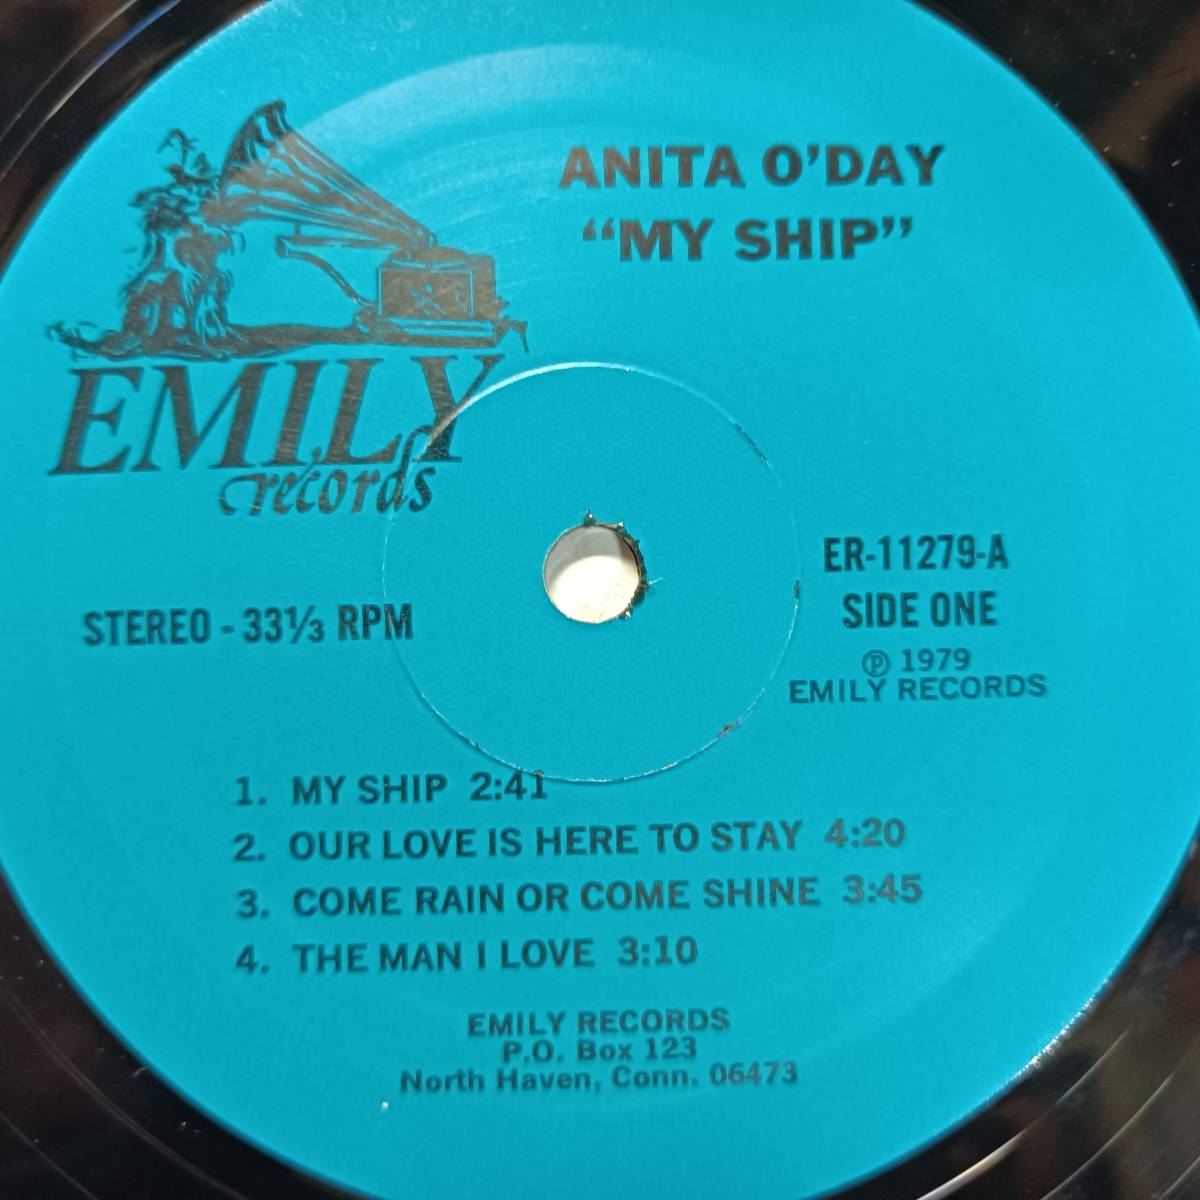 ANITA O'DAY
"MY SHIP"
EMILY
records
STEREO - 33⅓ RPM
ER-11279-A
SIDE ONE
Ⓟ 1979
EMILY RECORDS
1. MY SHIP 2:41
2. OUR LOVE IS HERE TO STAY 4:20
3. COME RAIN OR COME SHINE 3:45
4. THE MAN I LOVE 3:10
EMILY RECORDS
P.O. Box 123
North Haven, Conn. 06473